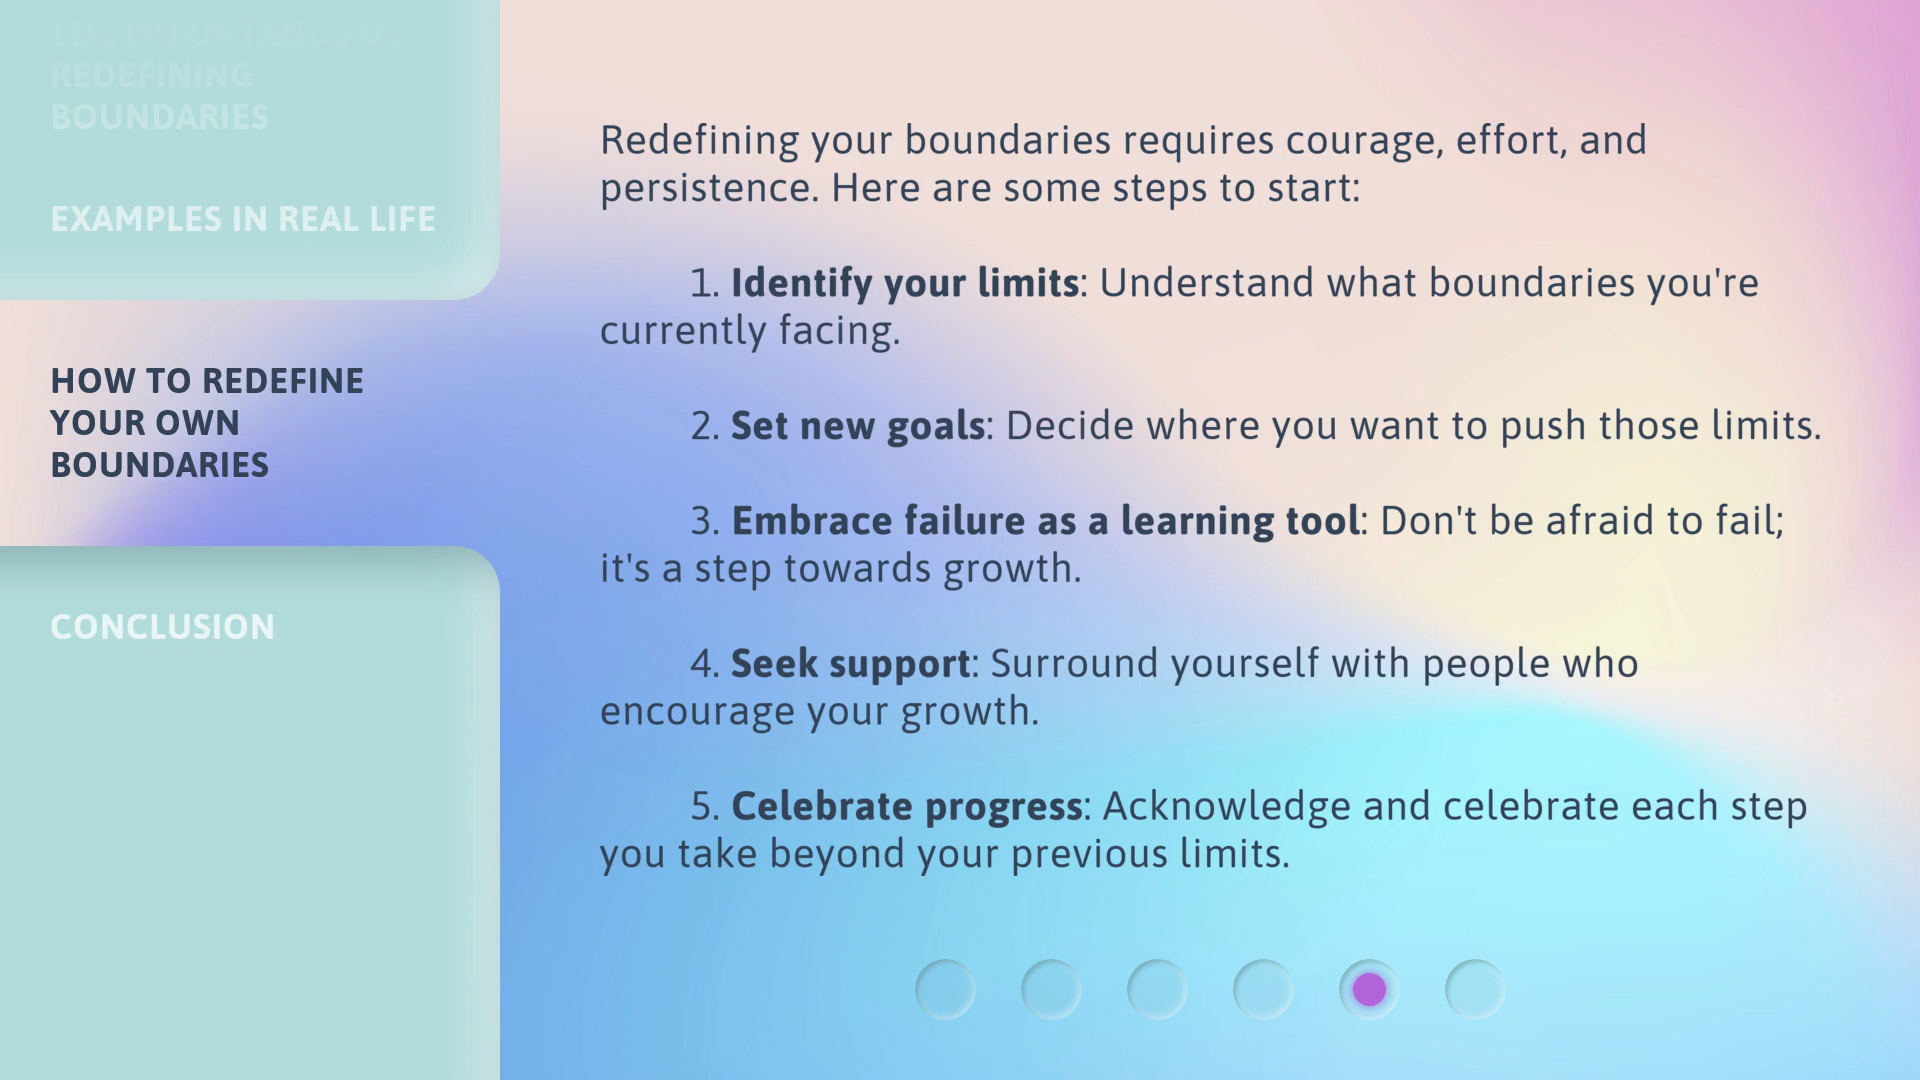 THE IMPORTANCE OF
REDEFINING
BOUNDARIES
EXAMPLES IN REAL LIFE
HOW TO REDEFINE
YOUR OWN
BOUNDARIES
CONCLUSION
Redefining your boundaries requires courage, effort, and
persistence. Here are some steps to start:
1. Identify your limits: Understand what boundaries you're
currently facing.
2. Set new goals: Decide where you want to push those limits.
3. Embrace failure as a learning tool: Don't be afraid to fail;
it's a step towards growth.
4. Seek support: Surround yourself with people who
encourage your growth.
5. Celebrate progress: Acknowledge and celebrate each step
you take beyond your previous limits.